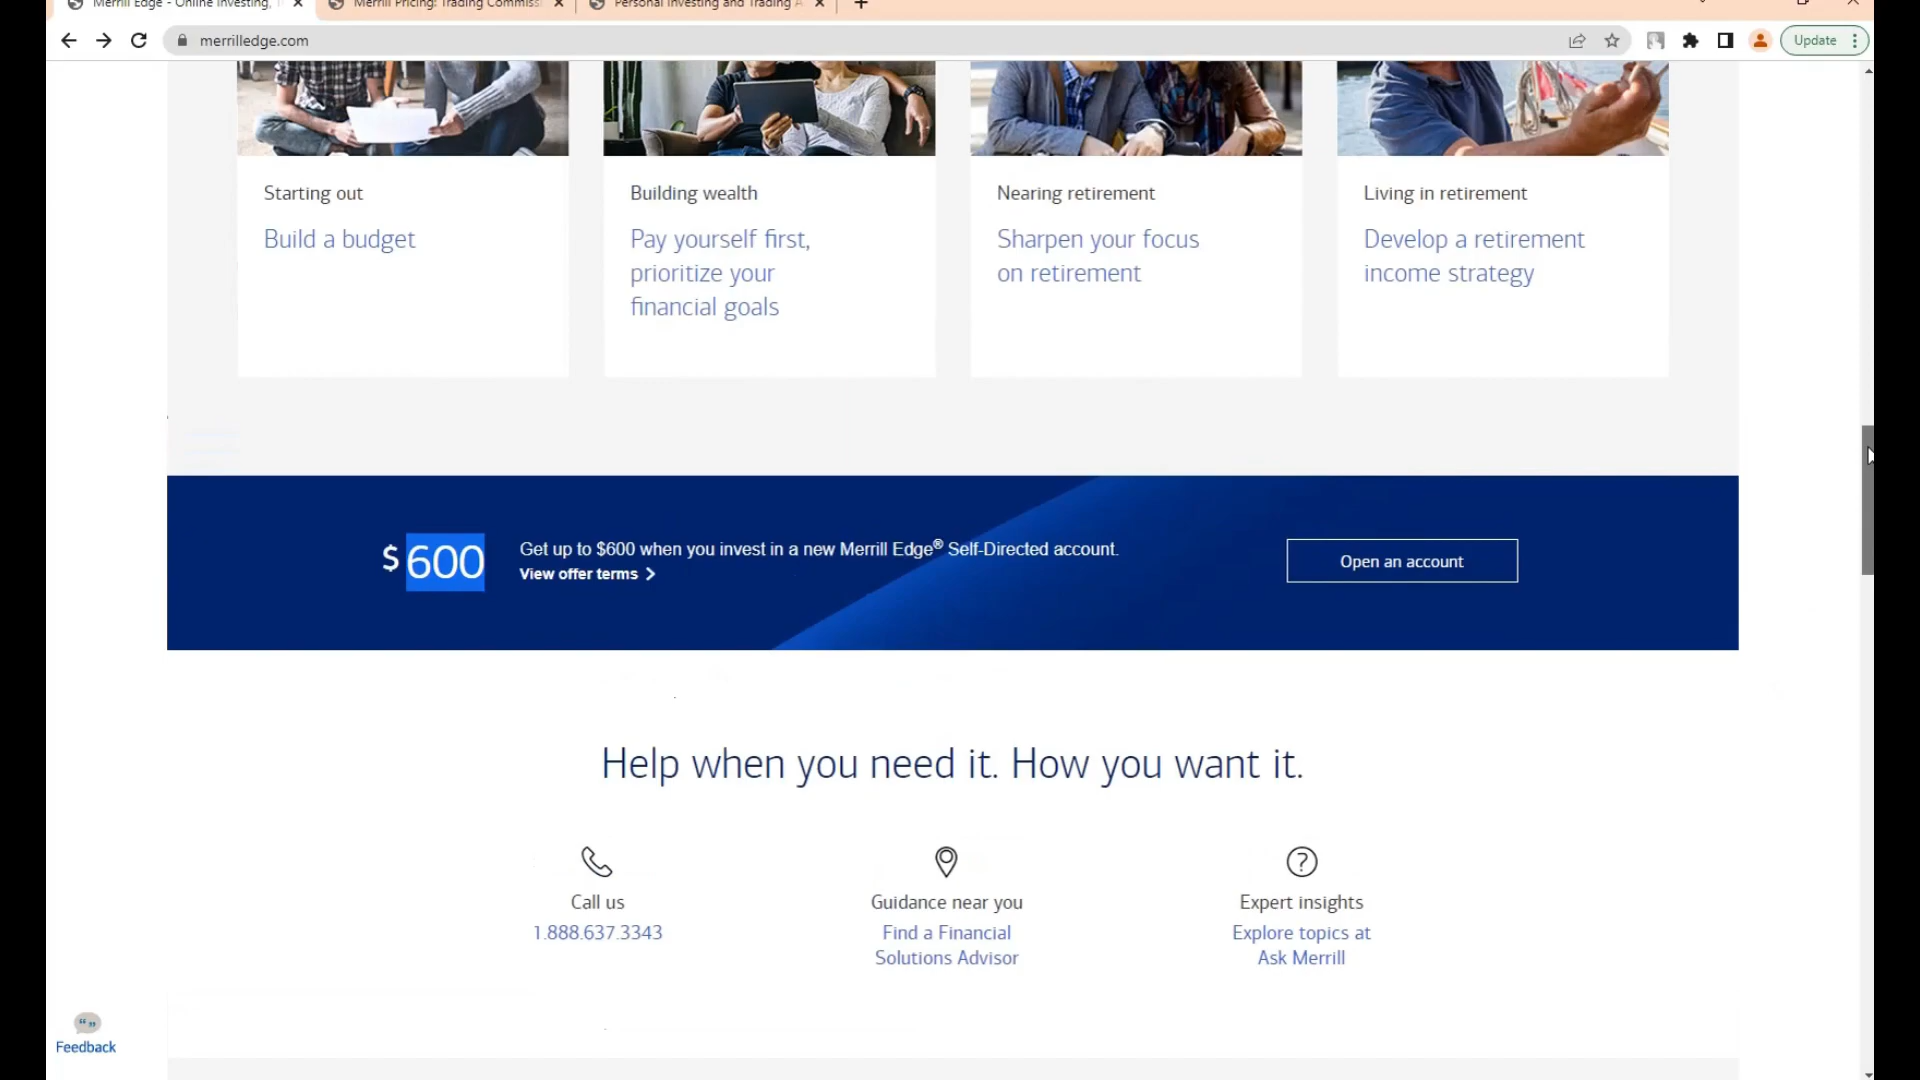 Merrill Edge - Online Investing,
Merrill Pricing: Trading Commiss
Personal Investing and Trading A
merrilledge.com
Update
Starting out
Build a budget
Building wealth
Pay yourself first,
prioritize your
financial goals
Nearing retirement
Sharpen your focus
on retirement
Living in retirement
Develop a retirement
income strategy
$600
Get up to $600 when you invest in a new Merrill Edge® Self-Directed account.
View offer terms
Open an account
Help when you need it. How you want it.
Call us
1.888.637.3343
Guidance near you
Find a Financial
Solutions Advisor
Expert insights
Explore topics at
Ask Merrill
Feedback